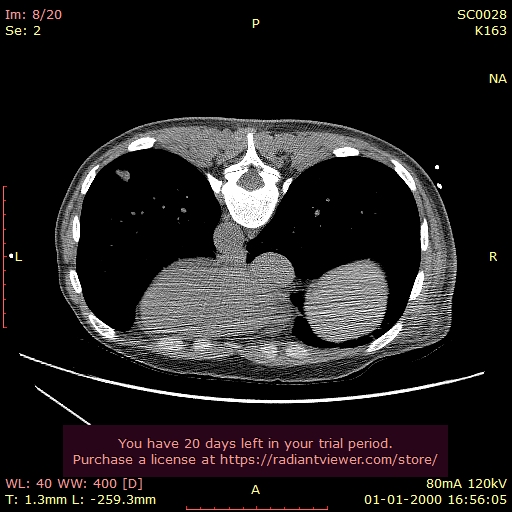 Im: 8/20
Se: 2
P
SC0028
K163
NA
L
R
You have 20 days left in your trial period.
Purchase a license at https://radiantviewer.com/store/
WL: 40 WW: 400 [D]
T: 1.3mm L: -259.3mm
A
80mA 120kV
01-01-2000 16:56:05